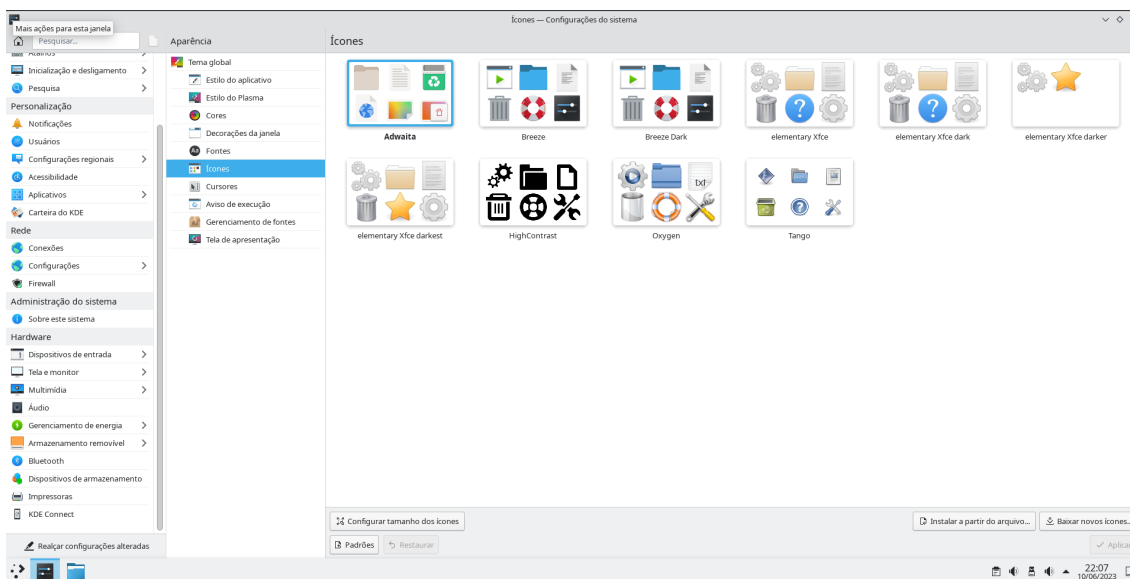 Ícones — Configurações do sistema
Mais ações para esta janela
Pesquisar...
Atalhos
Inicialização e desligamento
Pesquisa
Personalização
Notificações
Usuários
Configurações regionais
Acessibilidade
Aplicativos
Carteira do KDE
Rede
Conexões
Configurações
Firewall
Administração do sistema
Sobre este sistema
Hardware
Dispositivos de entrada
Tela e monitor
Multimídia
Áudio
Gerenciamento de energia
Armazenamento removível
Bluetooth
Dispositivos de armazenamento
Impressoras
KDE Connect
Realçar configurações alteradas
Aparência
Tema global
Estilo do aplicativo
Estilo do Plasma
Cores
Decorações da janela
Fontes
Ícones
Cursores
Aviso de execução
Gerenciamento de fontes
Tela de apresentação
Ícones
Adwaita
Breeze
Breeze Dark
elementary Xfce
elementary Xfce dark
elementary Xfce darker
elementary Xfce darkest
HighContrast
Oxygen
Tango
Configurar tamanho dos ícones
Instalar a partir do arquivo...
Baixar novos ícones..
Padrões
Restaurar
Aplica
22:07
10/06/2023